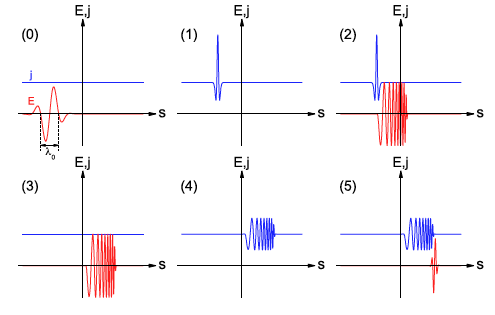 E,j
E,j
E,j
(0)
(1)
(2)
j
E
s
s
s
λ₀
E,j
E,j
E,j
(3)
(4)
(5)
s
s
s